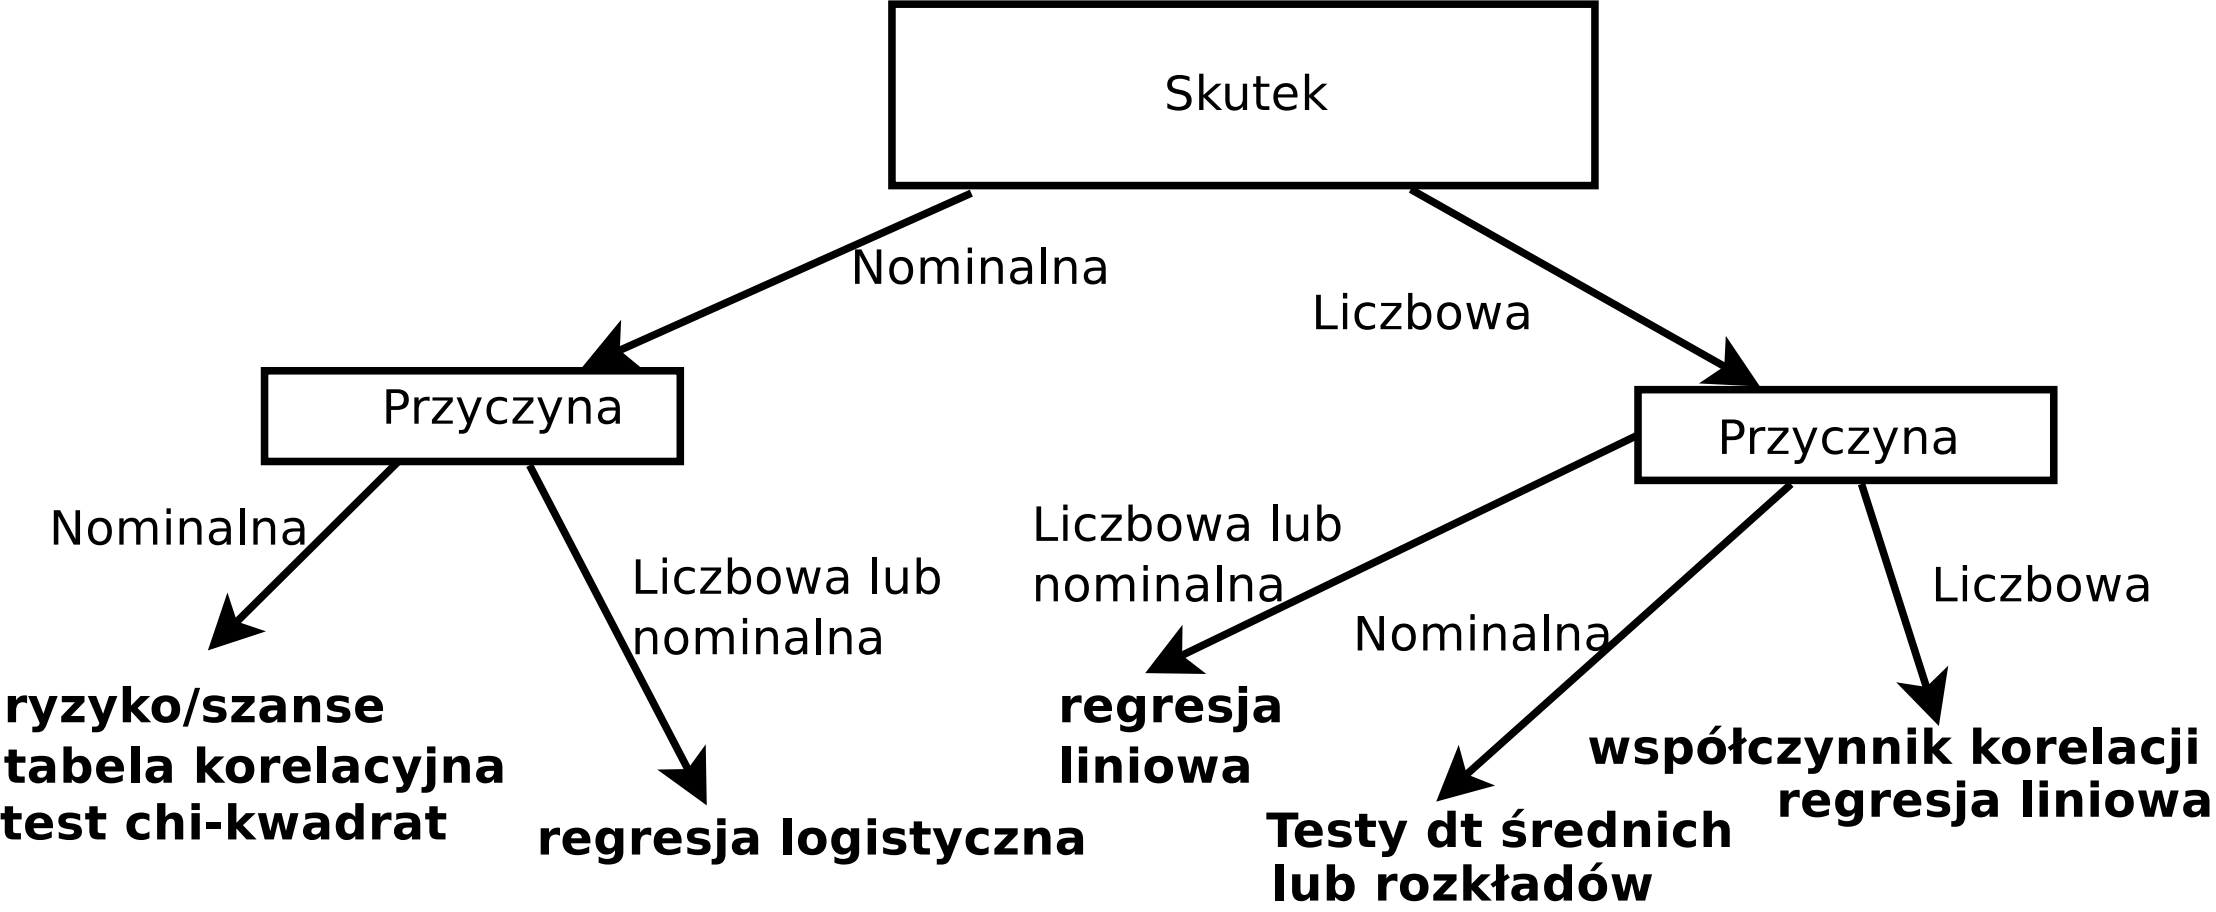 Skutek
Nominalna
Liczbowa
Przyczyna
Przyczyna
Nominalna
Liczbowa lub
nominalna
Liczbowa lub
nominalna
Nominalna
Liczbowa
ryzyko/szanse
tabela korelacyjna
test chi-kwadrat
regresja logistyczna
regresja
liniowa
Testy dt średnich
lub rozkładów
współczynnik korelacji
regresja liniowa